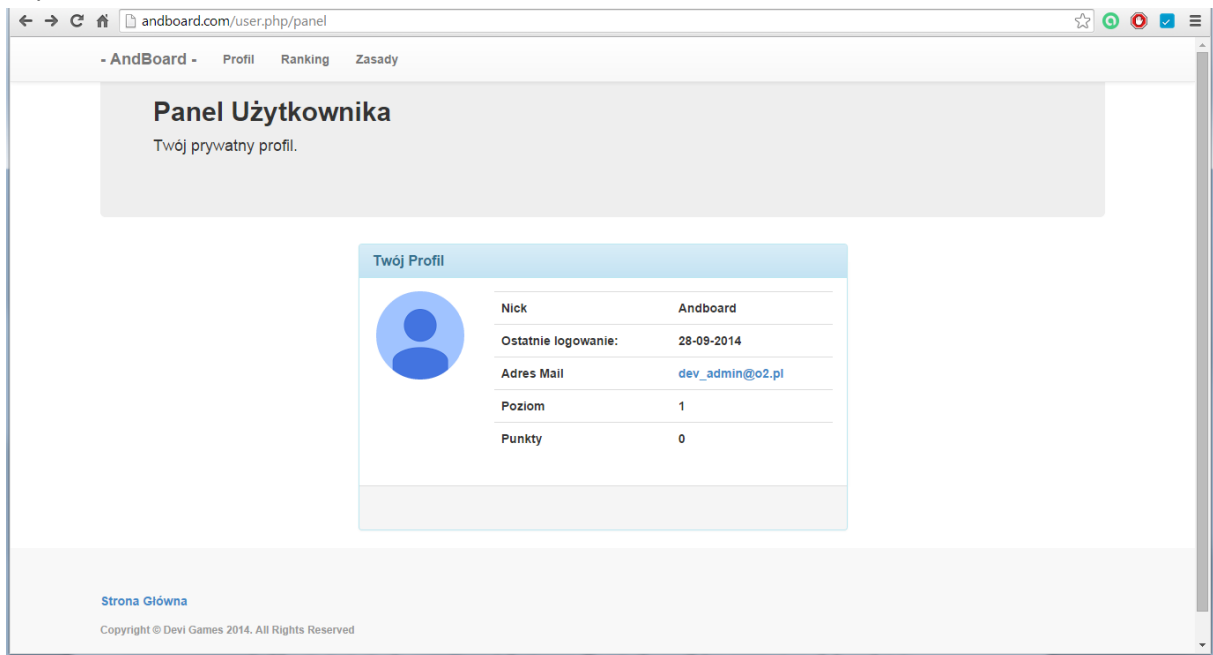 andboard.com/user.php/panel
- AndBoard - Profil Ranking Zasady
Panel Użytkownika
Twój prywatny profil.
Twój Profil
Nick Andboard
Ostatnie logowanie: 28-09-2014
Adres Mail dev_admin@o2.pl
Poziom 1
Punkty 0
Strona Główna
Copyright © Devi Games 2014. All Rights Reserved